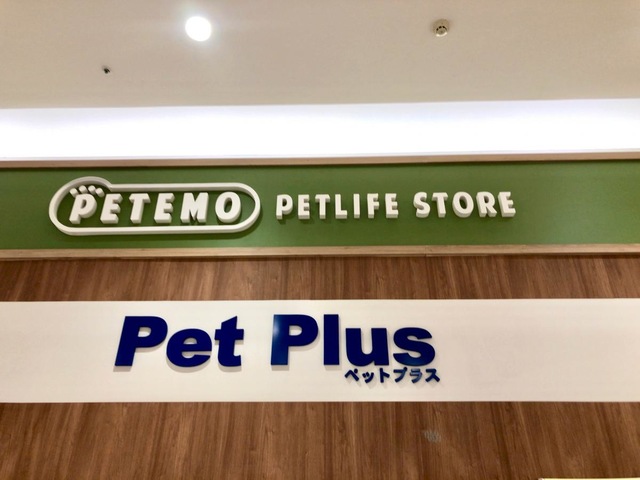 PETEMO PETLIFE STORE
Pet Plus
ペットプラス